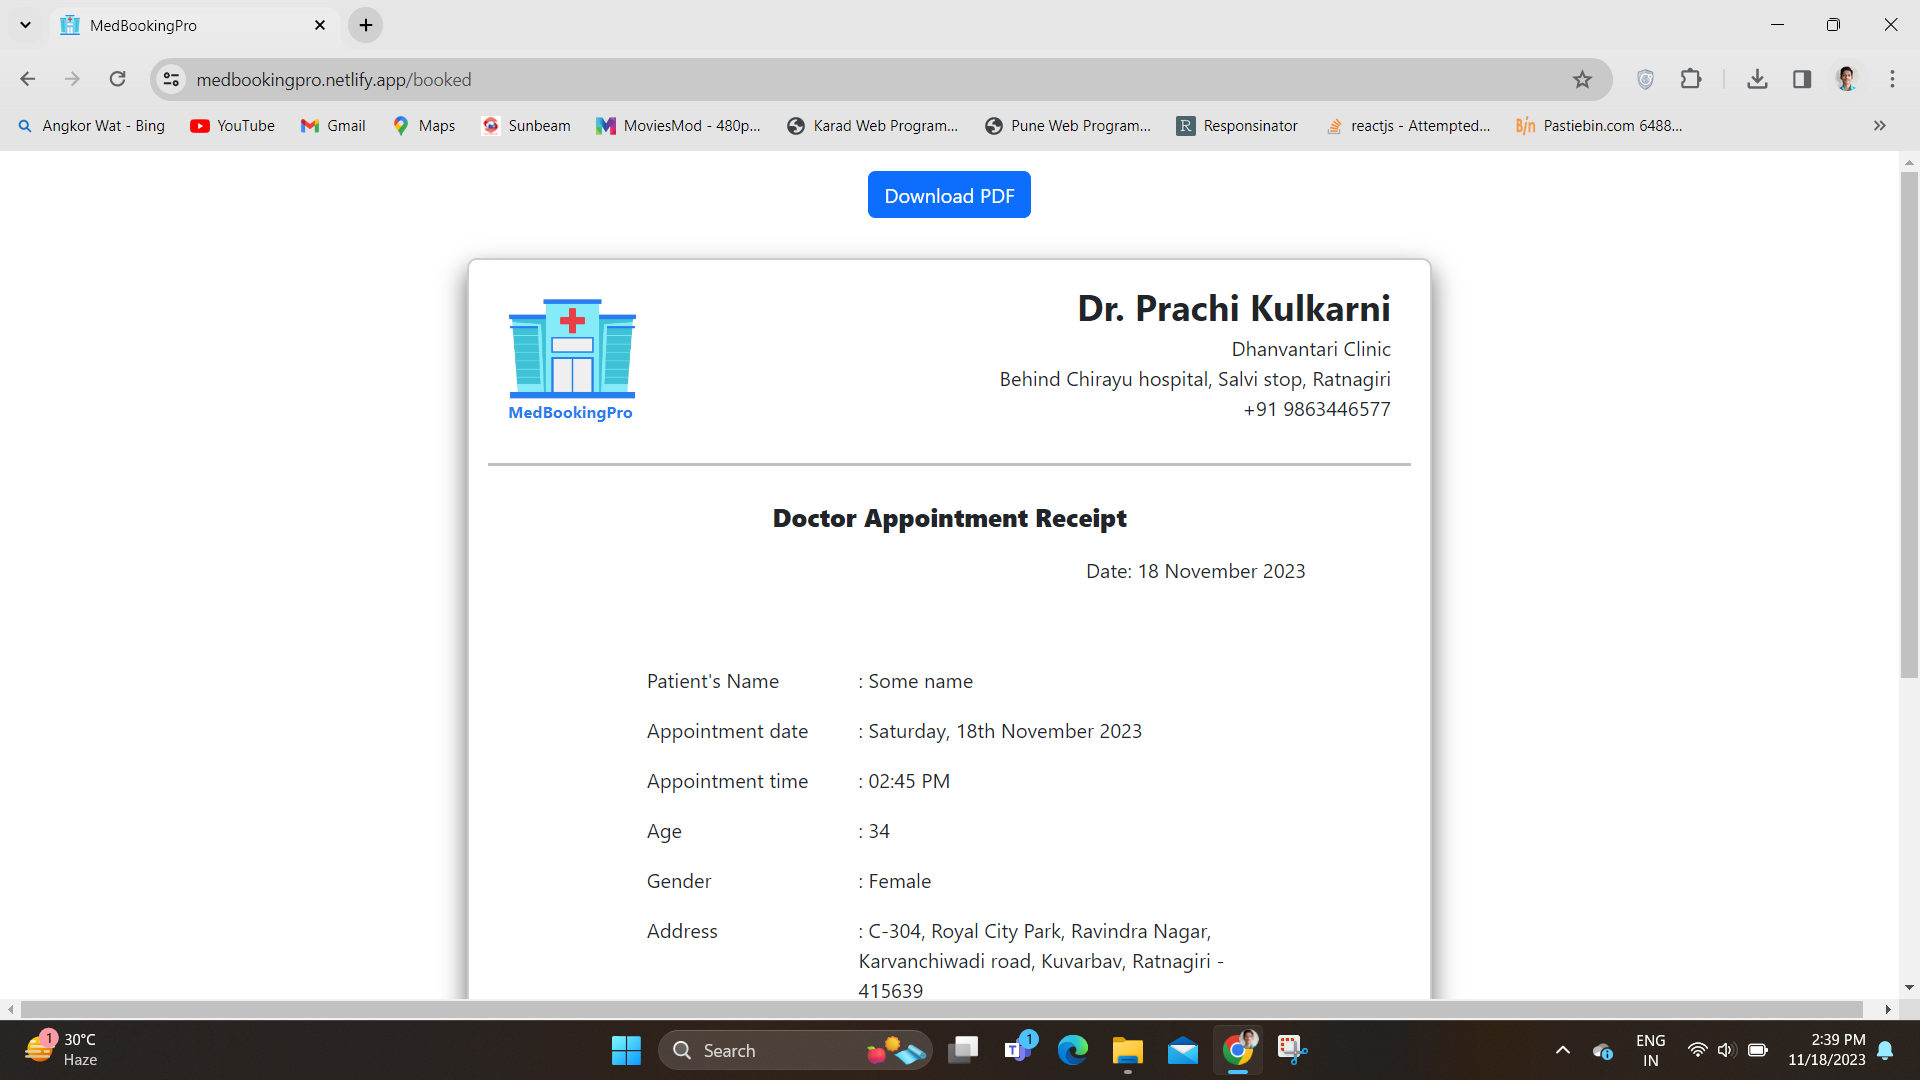 MedBookingPro
medbookingpro.netlify.app/booked
Angkor Wat - Bing
YouTube
Gmail
Maps
Sunbeam
MoviesMod - 480p...
Karad Web Program...
Pune Web Program...
R
Responsinator
reactjs - Attempted...
B/n
Pastiebin.com 6488...
Download PDF
MedBookingPro
Dr. Prachi Kulkarni
Dhanvantari Clinic
Behind Chirayu hospital, Salvi stop, Ratnagiri
+91 9863446577
Doctor Appointment Receipt
Date: 18 November 2023
Patient's Name : Some name
Appointment date : Saturday, 18th November 2023
Appointment time : 02:45 PM
Age : 34
Gender : Female
Address : C-304, Royal City Park, Ravindra Nagar,
Karvanchiwadi road, Kuvarbav, Ratnagiri -
415639
1
30°C
Haze
Search
T
1
ENG
IN
2:39 PM
11/18/2023